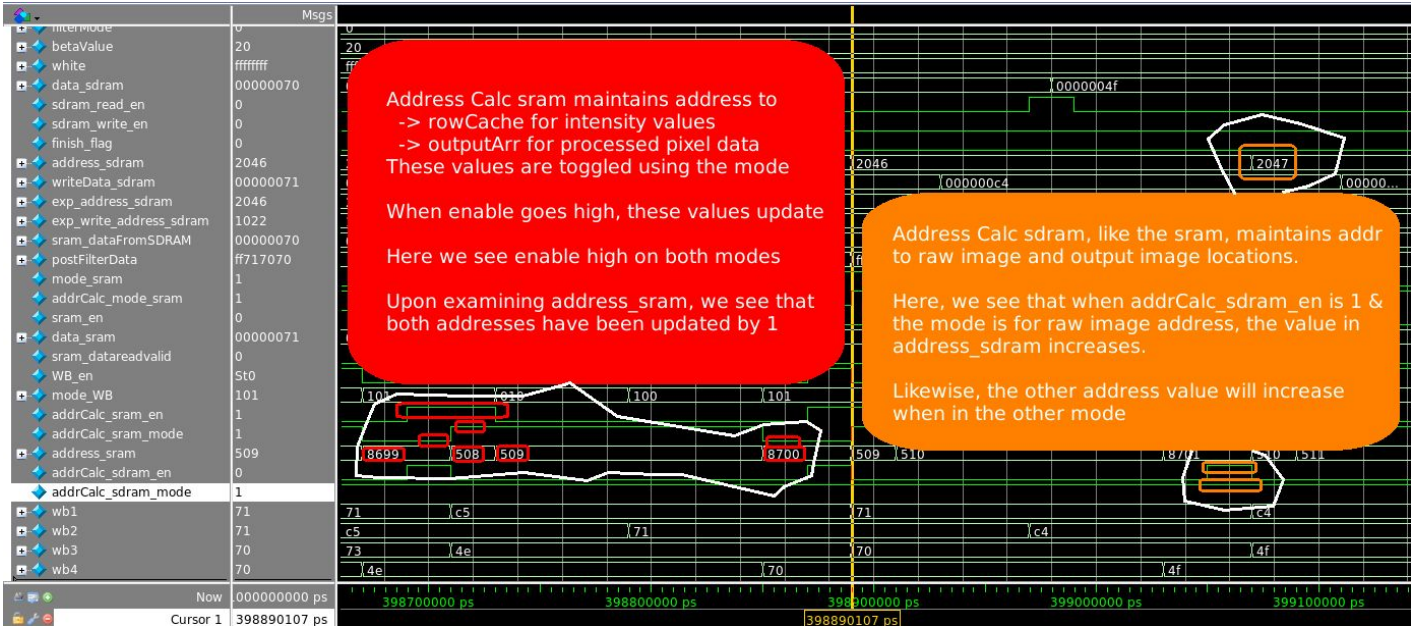 Msgs
filterMode 0 0
betaValue 20 20
white ffffffff
data_sdram 00000070 0000004f
sdram_read_en 0
sdram_write_en 0
finish_flag 0
address_sdram 2046 2046 2047
writeData_sdram 00000071 000000c4 00000...
exp_address_sdram 2046
exp_write_address_sdram 1022
sram_dataFromSDRAM 00000070
postFilterData ff717070
mode_sram 1
addrCalc_mode_sram 1
sram_en 0
data_sram 00000071
sram_datareadvalid 0
WB_en St0
mode_WB 101 101 010 100 101
addrCalc_sram_en 0
addrCalc_sram_mode 1
address_sram 509 8699 508 509 8700 509 510 8701 510 511
addrCalc_sdram_en 0
addrCalc_sdram_mode 1
wb1 71 71 c5 71 c4
wb2 71 c5 71 c4
wb3 70 73 4e 70 4f
wb4 70 4e 70 4f
Now 000000000 ps 398700000 ps 398800000 ps 399000000 ps 399100000 ps
Cursor 1 398890107 ps 398890107 ps
Address Calc sram maintains address to
-> rowCache for intensity values
-> outputArr for processed pixel data
These values are toggled using the mode
When enable goes high, these values update
Here we see enable high on both modes
Upon examining address_sram, we see that
both addresses have been updated by 1
Address Calc sdram, like the sram, maintains addr
to raw image and output image locations.
Here, we see that when addrCalc_sdram_en is 1 &
the mode is for raw image address, the value in
address_sdram increases.
Likewise, the other address value will increase
when in the other mode